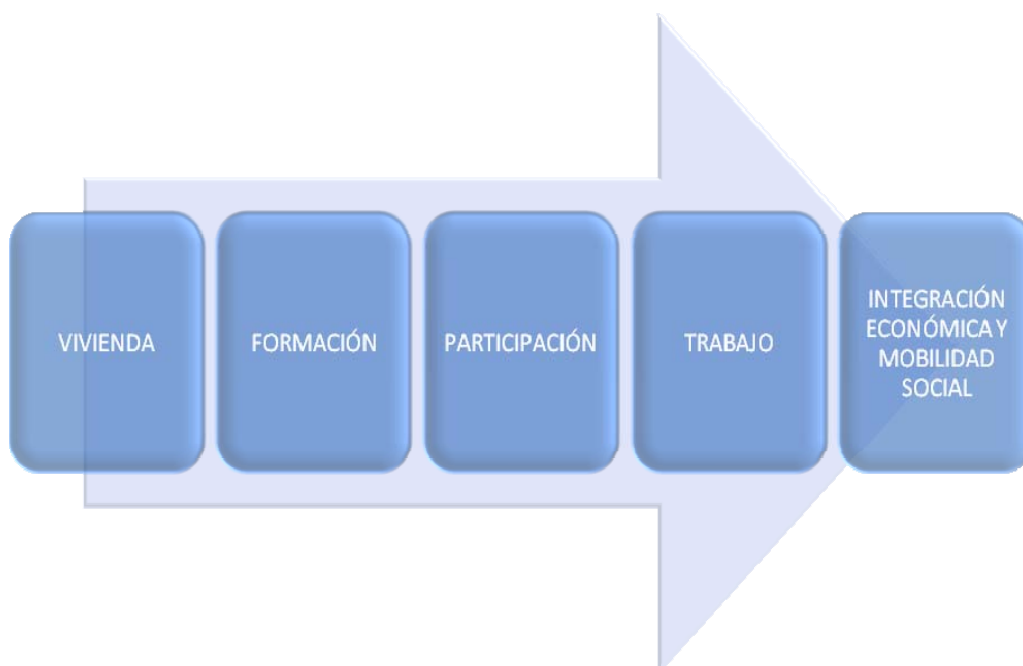 VIVIENDA
FORMACIÓN
PARTICIPACIÓN
TRABAJO
INTEGRACIÓN
ECONÓMICA Y
MOBILIDAD
SOCIAL